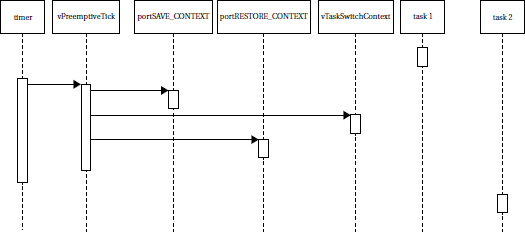 timer
vPreemptiveTick
portSAVE_CONTEXT
portRESTORE_CONTEXT
vTaskSwitchContext
task 1
task 2